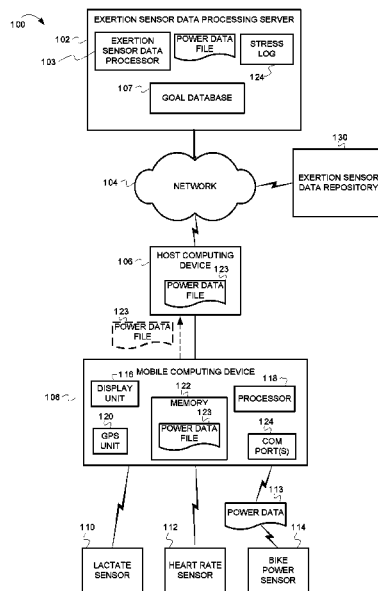 100
102
EXERTION SENSOR DATA PROCESSING SERVER
103
EXERTION
SENSOR DATA
PROCESSOR
POWER DATA
FILE
STRESS
LOG
124
107
GOAL DATABASE
104
NETWORK
130
EXERTION SENSOR
DATA REPOSITORY
106
HOST COMPUTING
DEVICE
123
POWER DATA
FILE
123
POWER DATA
FILE
MOBILE COMPUTING DEVICE
108
116
DISPLAY
UNIT
122
MEMORY
123
POWER DATA
FILE
118
PROCESSOR
120
GPS
UNIT
124
COM
PORT(S)
113
POWER DATA
110
LACTATE
SENSOR
112
HEART RATE
SENSOR
114
BIKE
POWER
SENSOR